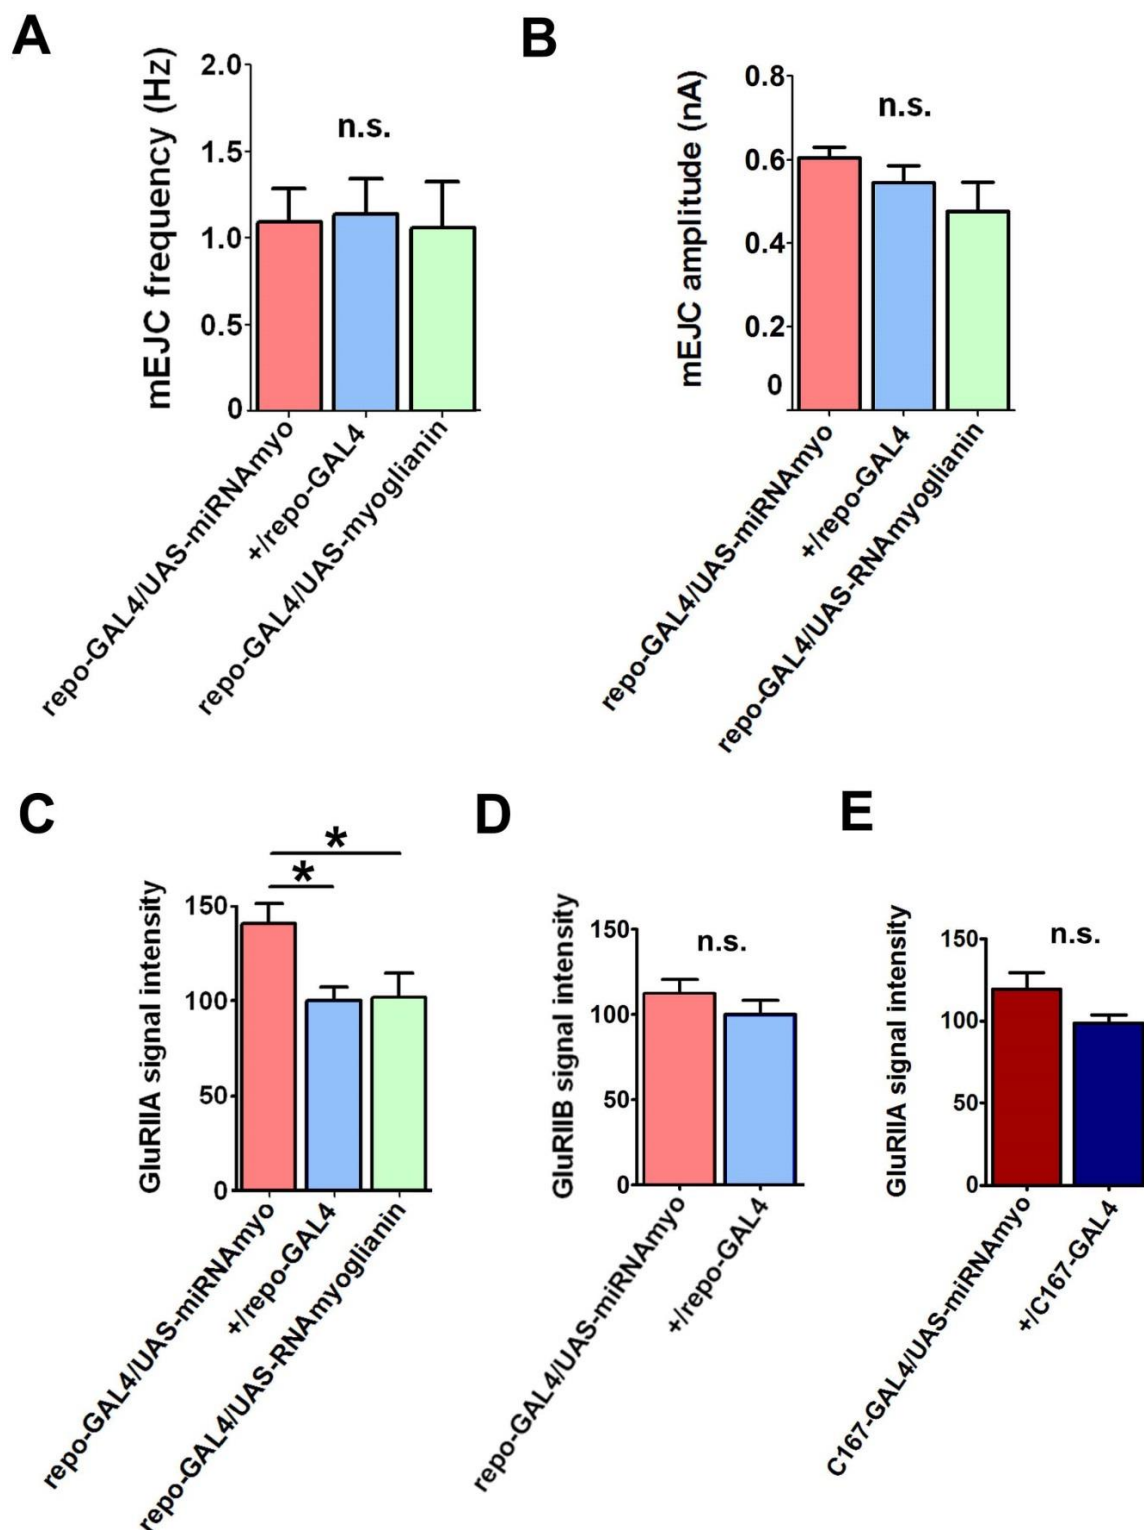 A
mEJC frequency (Hz)
2.0
1.5
1.0
0.5
0
n.s.
repo-GAL4/UAS-miRNAmyo
+/repo-GAL4
repo-GAL4/UAS-myoglianin
B
mEJC amplitude (nA)
0.8
0.6
0.4
0.2
0
n.s.
repo-GAL4/UAS-miRNAmyo
+/repo-GAL4
repo-GAL4/UAS-RNAmyoglianin
C
GluRIIA signal intensity
150
100
50
0
*
*
repo-GAL4/UAS-miRNAmyo
+/repo-GAL4
repo-GAL4/UAS-RNAmyoglianin
D
GluRIIB signal intensity
150
100
50
0
n.s.
repo-GAL4/UAS-miRNAmyo
+/repo-GAL4
E
GluRIIA signal intensity
150
100
50
0
n.s.
C167-GAL4/UAS-miRNAmyo
+/C167-GAL4